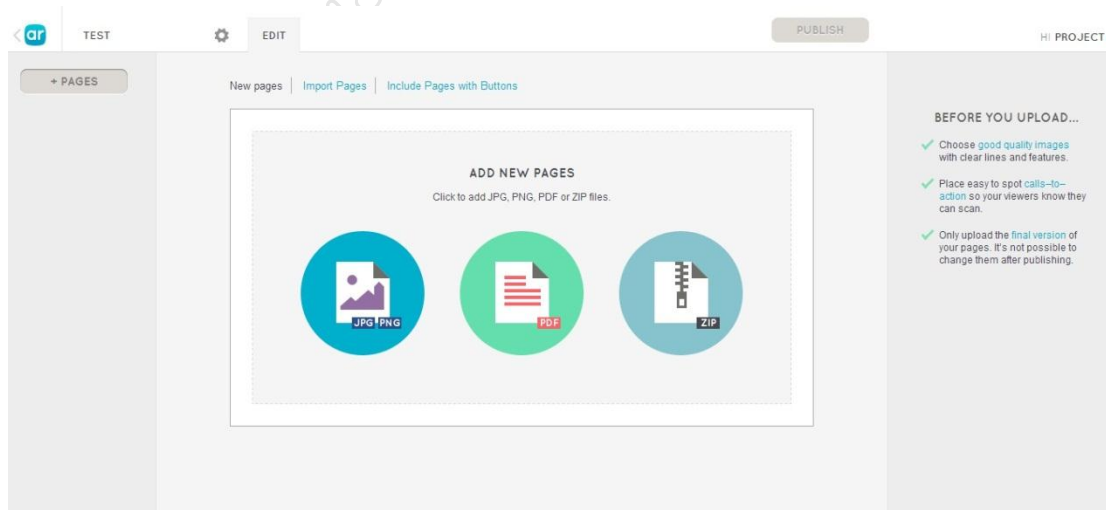 ar
TEST
EDIT
PUBLISH
HI PROJECT
+ PAGES
New pages | Import Pages | Include Pages with Buttons
ADD NEW PAGES
Click to add JPG, PNG, PDF or ZIP files.
JPG PNG
PDF
ZIP
BEFORE YOU UPLOAD...
Choose good quality images
with clear lines and features.
Place easy to spot calls–to–
action so your viewers know they
can scan.
Only upload the final version of
your pages. It's not possible to
change them after publishing.